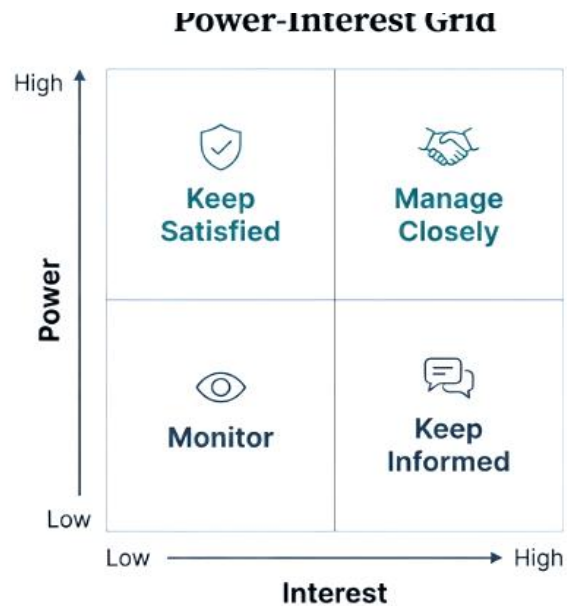 Power-Interest Grid
High
Keep
Satisfied
Manage
Closely
Power
Monitor
Keep
Informed
Low
Low
High
Interest